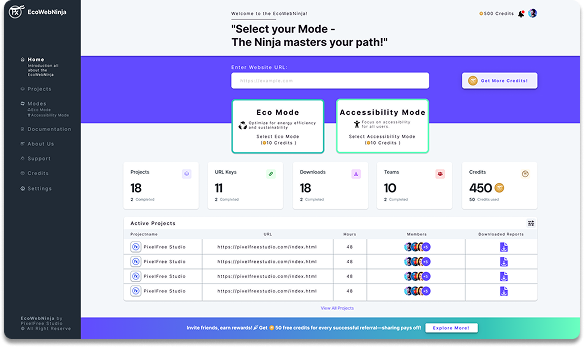 EcoWebNinja
Home
Introduction all
about the
EcoWebNinja
Projects
Modes
Eco Mode
Accessibility Mode
Documentation
About Us
Support
Credits
Settings
EcoWebNinja by
PixelFree Studio
© All Right Reserve
Welcome to the EcoWebNinja
500 Credits
"Select your Mode -
The Ninja masters your path!"
Enter Website URL:
https://example.com
Get More Credits!
Eco Mode
Optimize for energy efficiency
and sustainability
Select Eco Mode
(10 Credits )
Accessibility Mode
Focus on accessibility
for all users
Select Accessibility Mode
(10 Credits )
Projects
18
2 Completed
URL Keys
11
2 Completed
Downloads
18
2 Completed
Teams
10
2 Completed
Credits
450
50 Credits used
Active Projects
Projectname URL Hours Members Downloaded Reports
PixelFree Studio https://pixelfreestudio.com/index.html 48 +5
PixelFree Studio https://pixelfreestudio.com/index.html 48 +5
PixelFree Studio https://pixelfreestudio.com/index.html 48 +5
PixelFree Studio https://pixelfreestudio.com/index.html 48 +5
View All Projects
Invite friends, earn rewards! 🚀 Get 🪙 50 free credits for every successful referral—sharing pays off! Explore More!